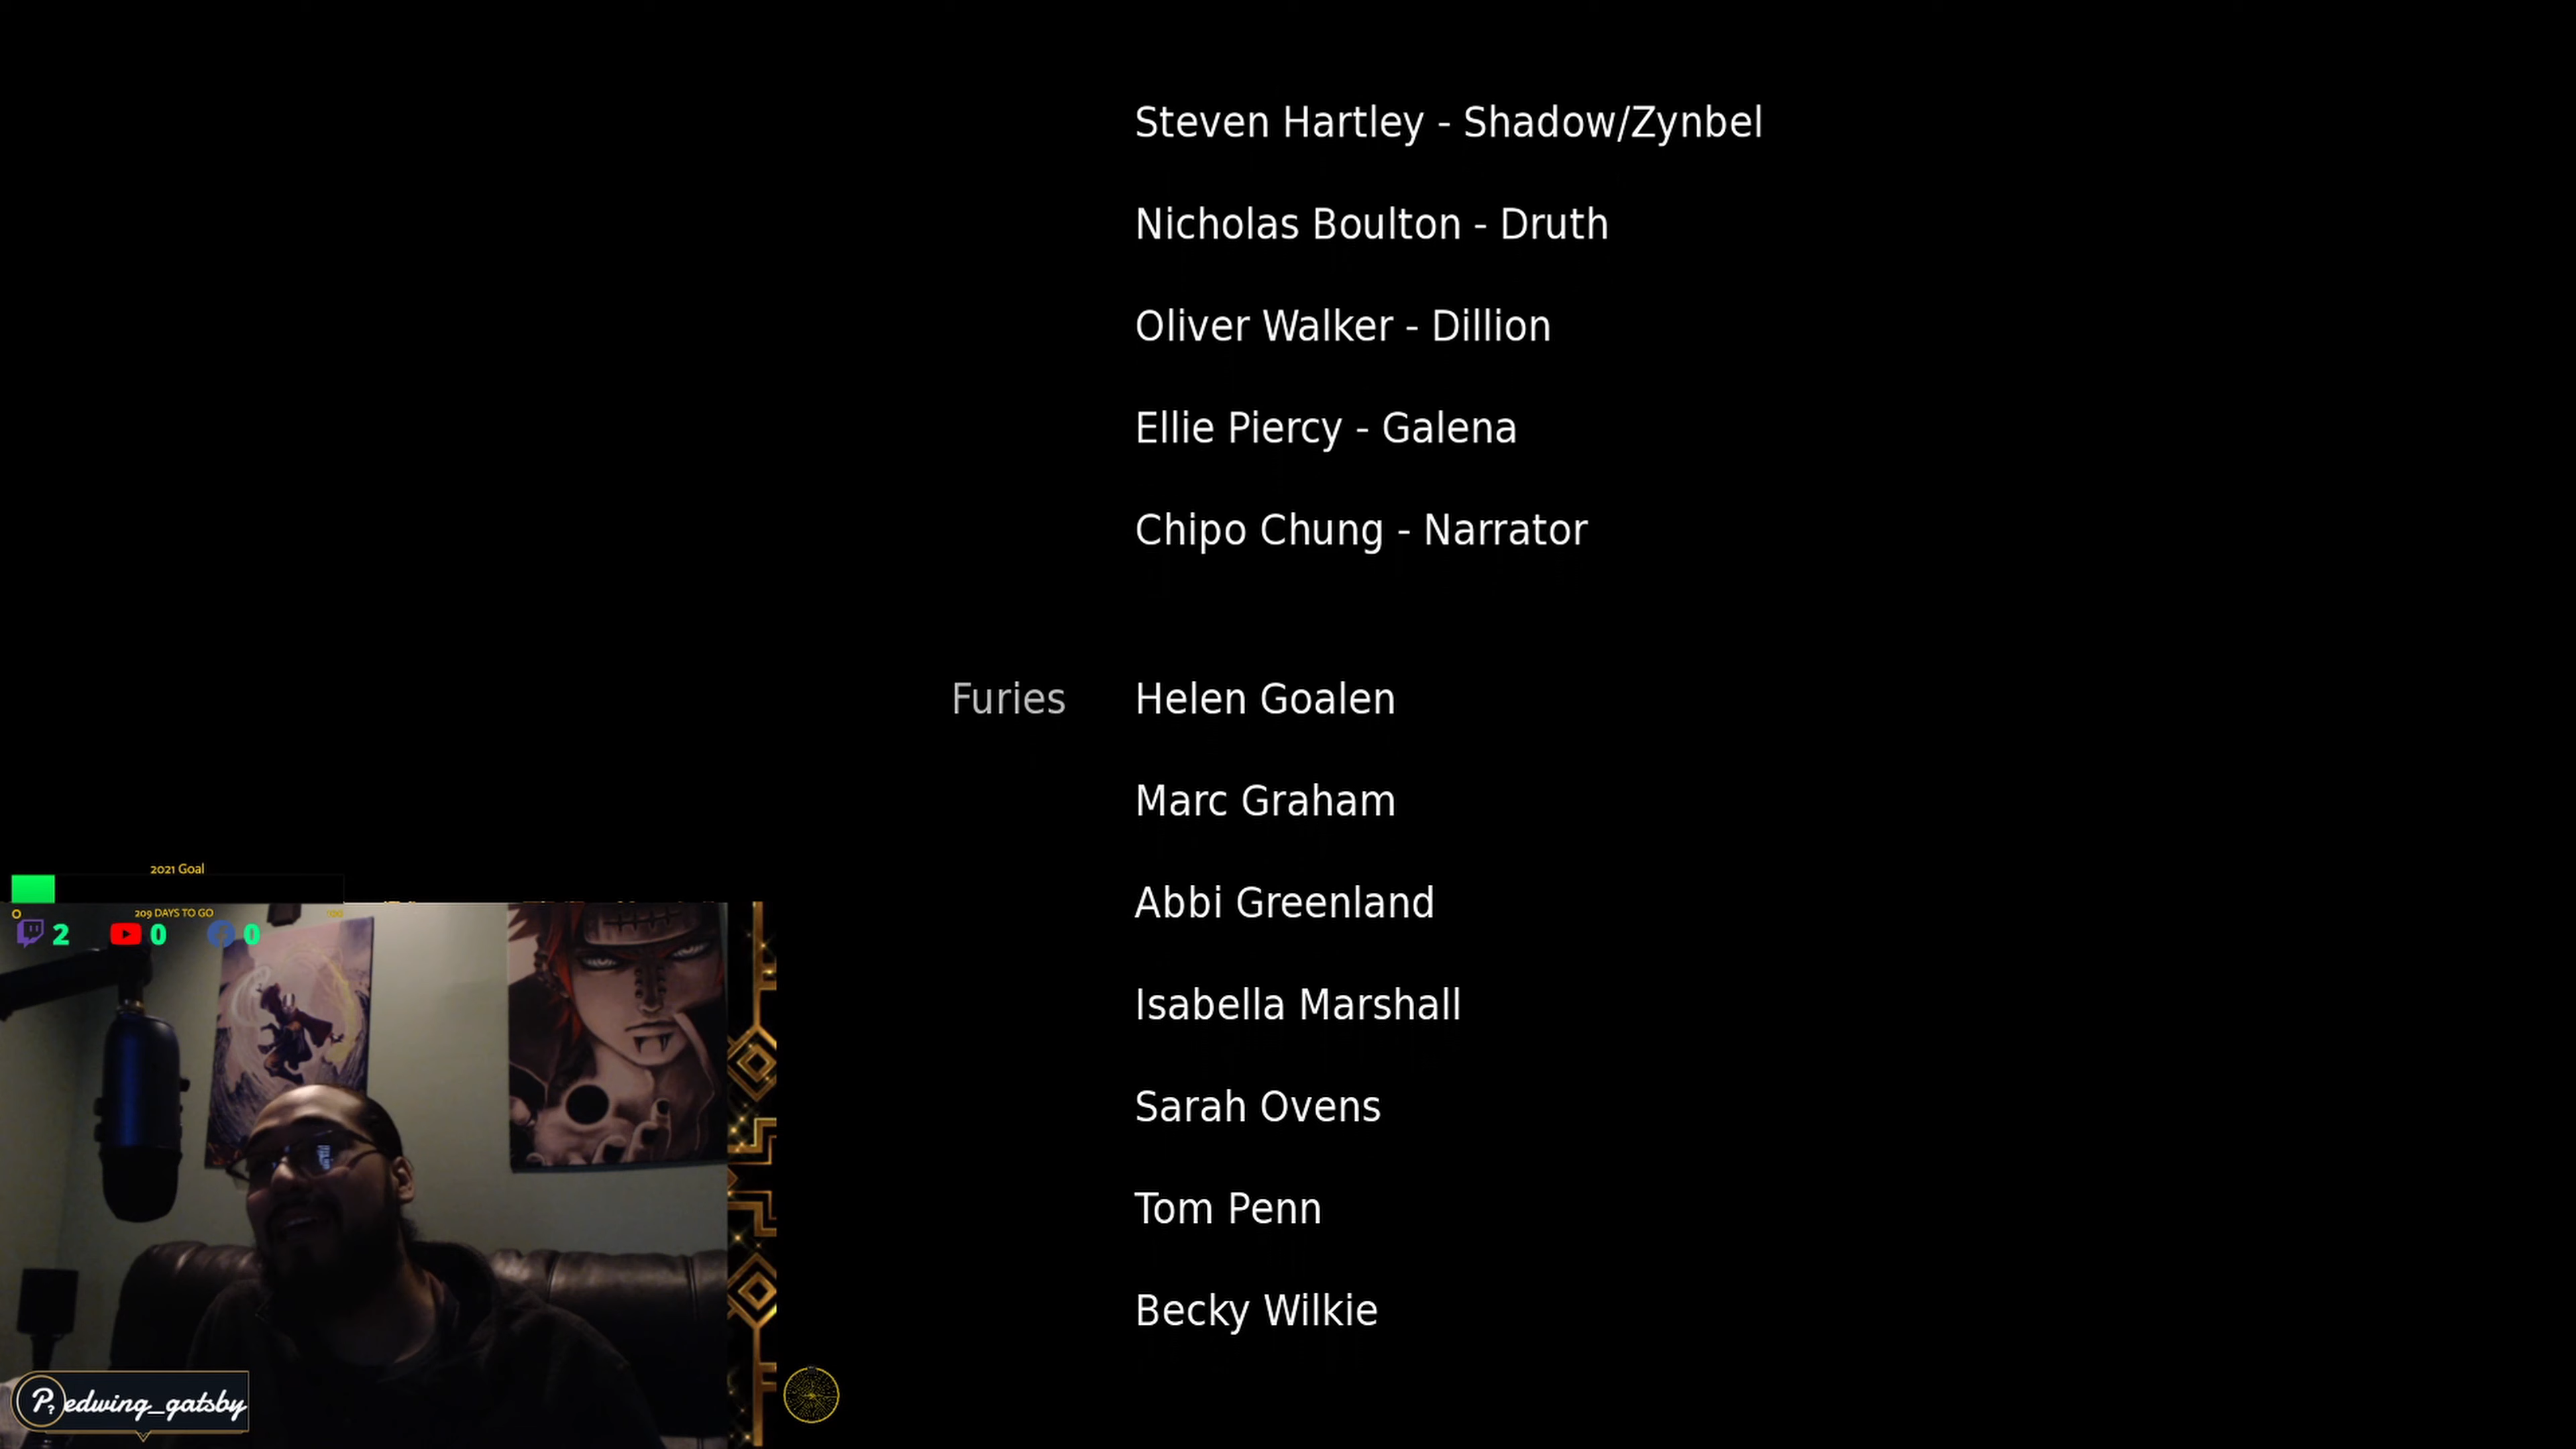 Steven Hartley - Shadow/Zynbel
Nicholas Boulton - Druth
Oliver Walker - Dillion
Ellie Piercy - Galena
Chipo Chung - Narrator
Furies Helen Goalen
Marc Graham
Abbi Greenland
Isabella Marshall
Sarah Ovens
Tom Penn
Becky Wilkie
2021 Goal
0 209 DAYS TO GO
2 0 0
Redwing_gatsby